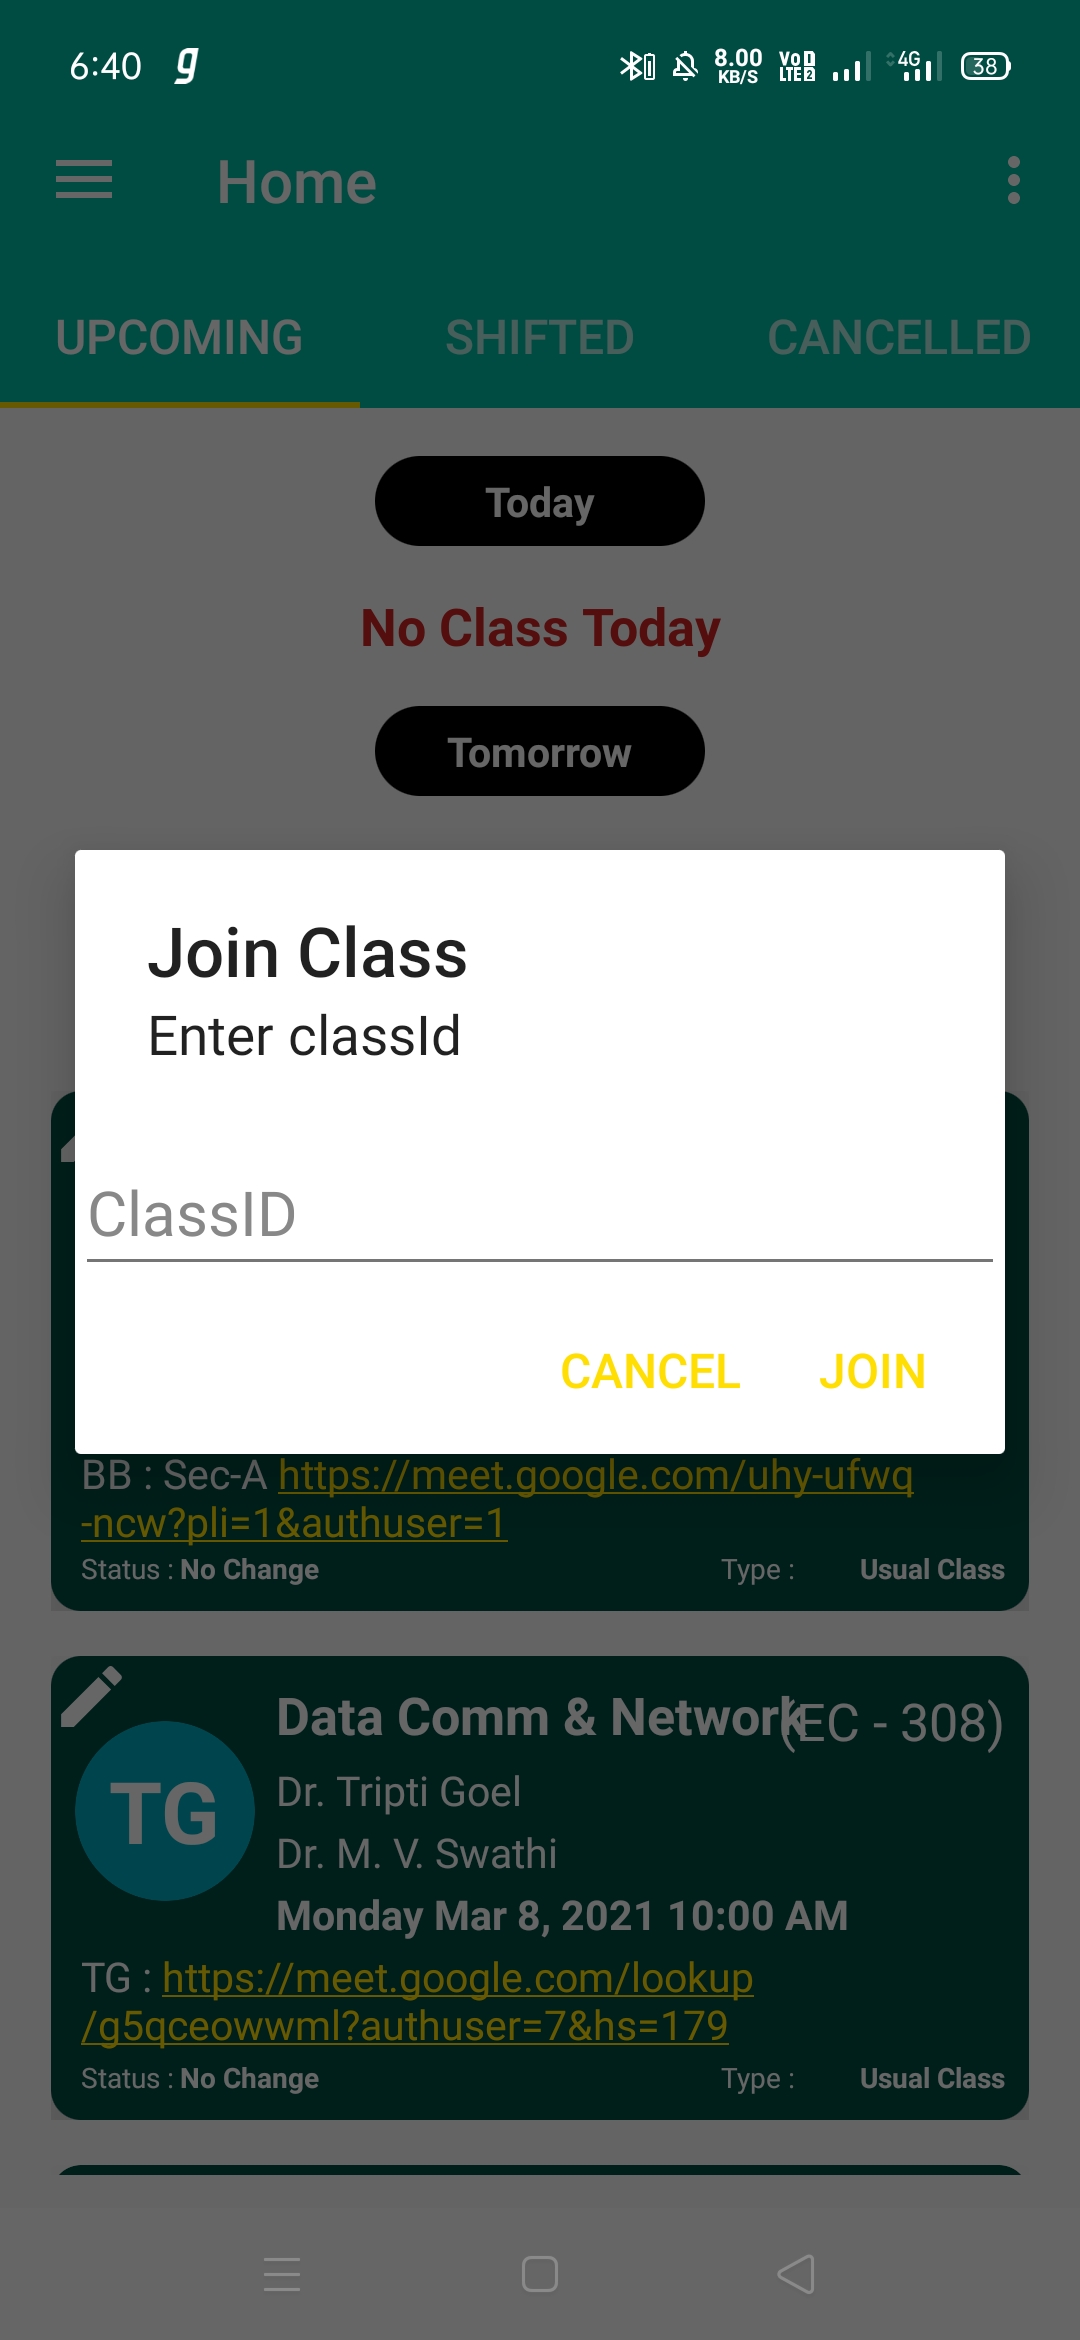 6:40 g 8.00 KB/S VoD LTE 2 4G 38
Home
UPCOMING SHIFTED CANCELLED
Today
No Class Today
Tomorrow
Join Class
Enter classId
ClassID
CANCEL JOIN
BB : Sec-A https://meet.google.com/uhy-ufwq
-ncw?pli=1&authuser=1
Status : No Change Type : Usual Class
Data Comm & Network (EC - 308)
TG
Dr. Tripti Goel
Dr. M. V. Swathi
Monday Mar 8, 2021 10:00 AM
TG : https://meet.google.com/lookup
/g5qceowwml?authuser=7&hs=179
Status : No Change Type : Usual Class